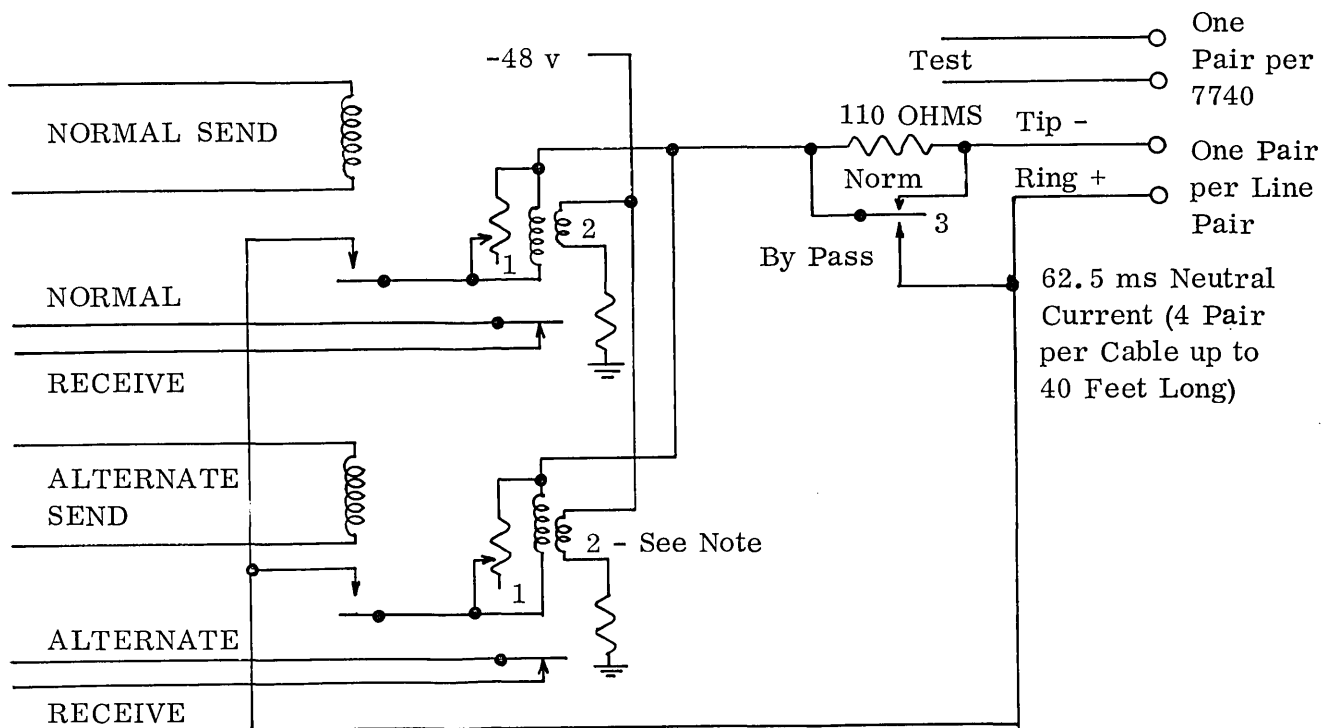 -48 v
One
Test
Pair per
7740
NORMAL SEND
110 OHMS
Tip -
One Pair
Norm
Ring +
per Line
Pair
2
3
By Pass
1
62.5 ms Neutral
Current (4 Pair
per Cable up to
40 Feet Long)
NORMAL
RECEIVE
ALTERNATE
SEND
2 - See Note
1
ALTERNATE
RECEIVE